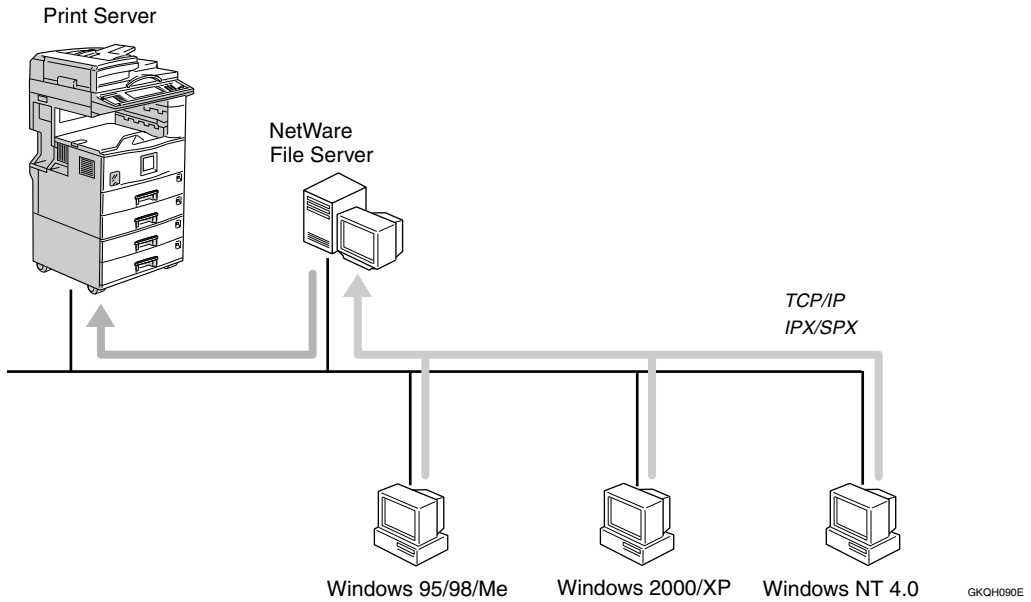 Print Server
NetWare
File Server
TCP/IP
IPX/SPX
Windows 95/98/Me
Windows 2000/XP
Windows NT 4.0
GKQH090E